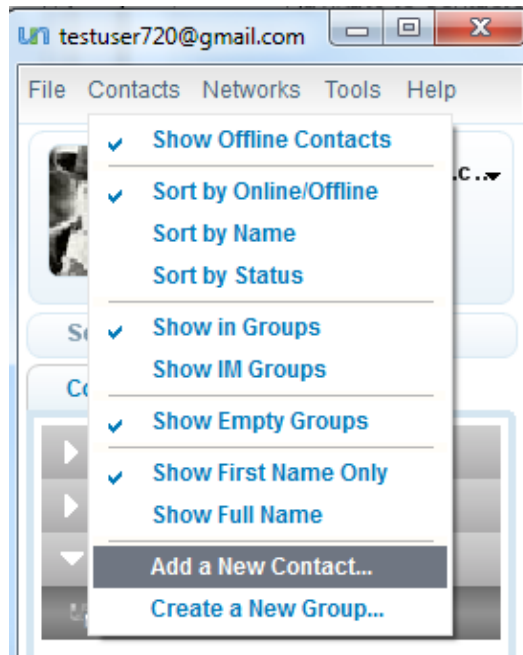 un testuser720@gmail.com
File Contacts Networks Tools Help
Show Offline Contacts
.c...
Sort by Online/Offline
Sort by Name
Sort by Status
Show in Groups
Show IM Groups
Show Empty Groups
Show First Name Only
Show Full Name
Add a New Contact...
Create a New Group...